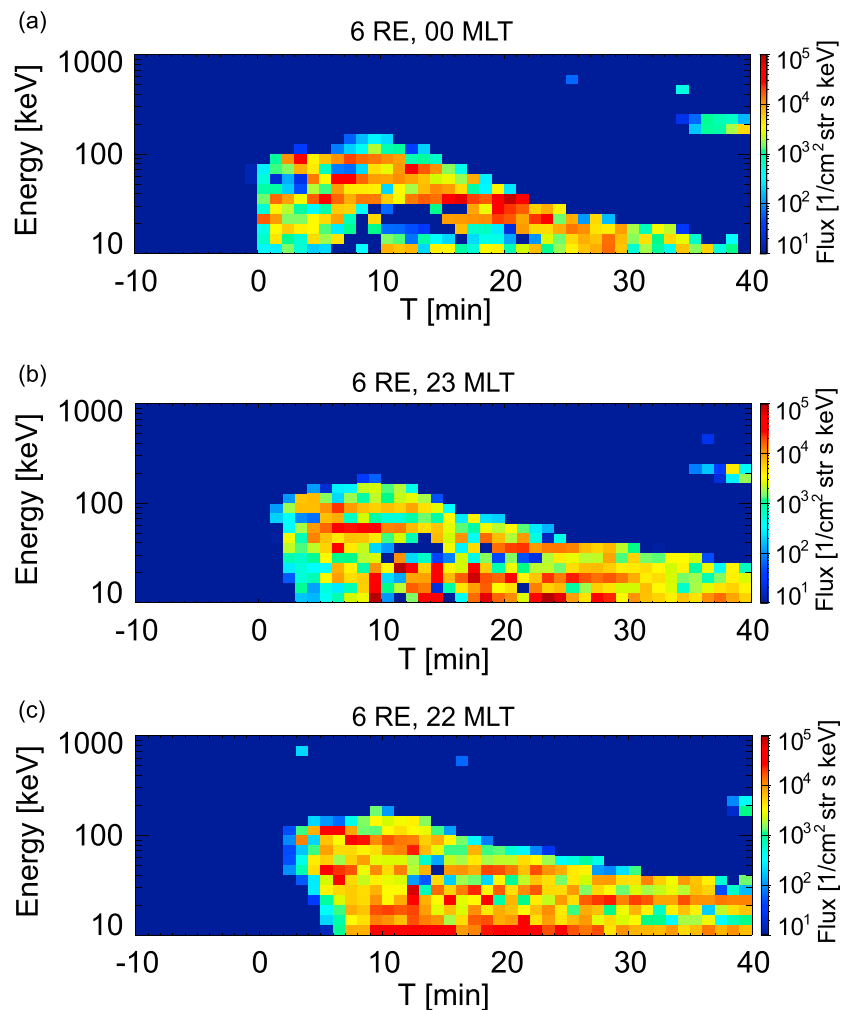 (a)
6 RE, 00 MLT
1000
100
10
Energy [keV]
-10 0 10 20 30 40
T [min]
10^5
10^4
10^3
10^2
10^1
Flux [1/cm^2 str s keV]
(b)
6 RE, 23 MLT
1000
100
10
Energy [keV]
-10 0 10 20 30 40
T [min]
10^5
10^4
10^3
10^2
10^1
Flux [1/cm^2 str s keV]
(c)
6 RE, 22 MLT
1000
100
10
Energy [keV]
-10 0 10 20 30 40
T [min]
10^5
10^4
10^3
10^2
10^1
Flux [1/cm^2 str s keV]